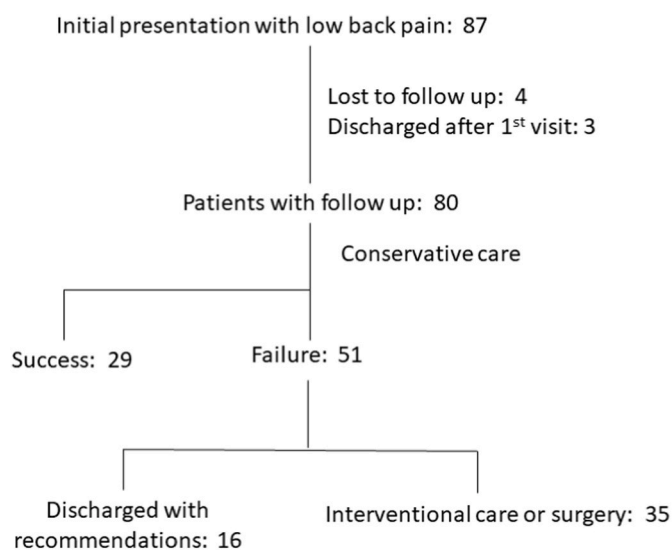 Initial presentation with low back pain: 87
Lost to follow up: 4
Discharged after 1st visit: 3
Patients with follow up: 80
Conservative care
Success: 29
Failure: 51
Discharged with
recommendations: 16
Interventional care or surgery: 35